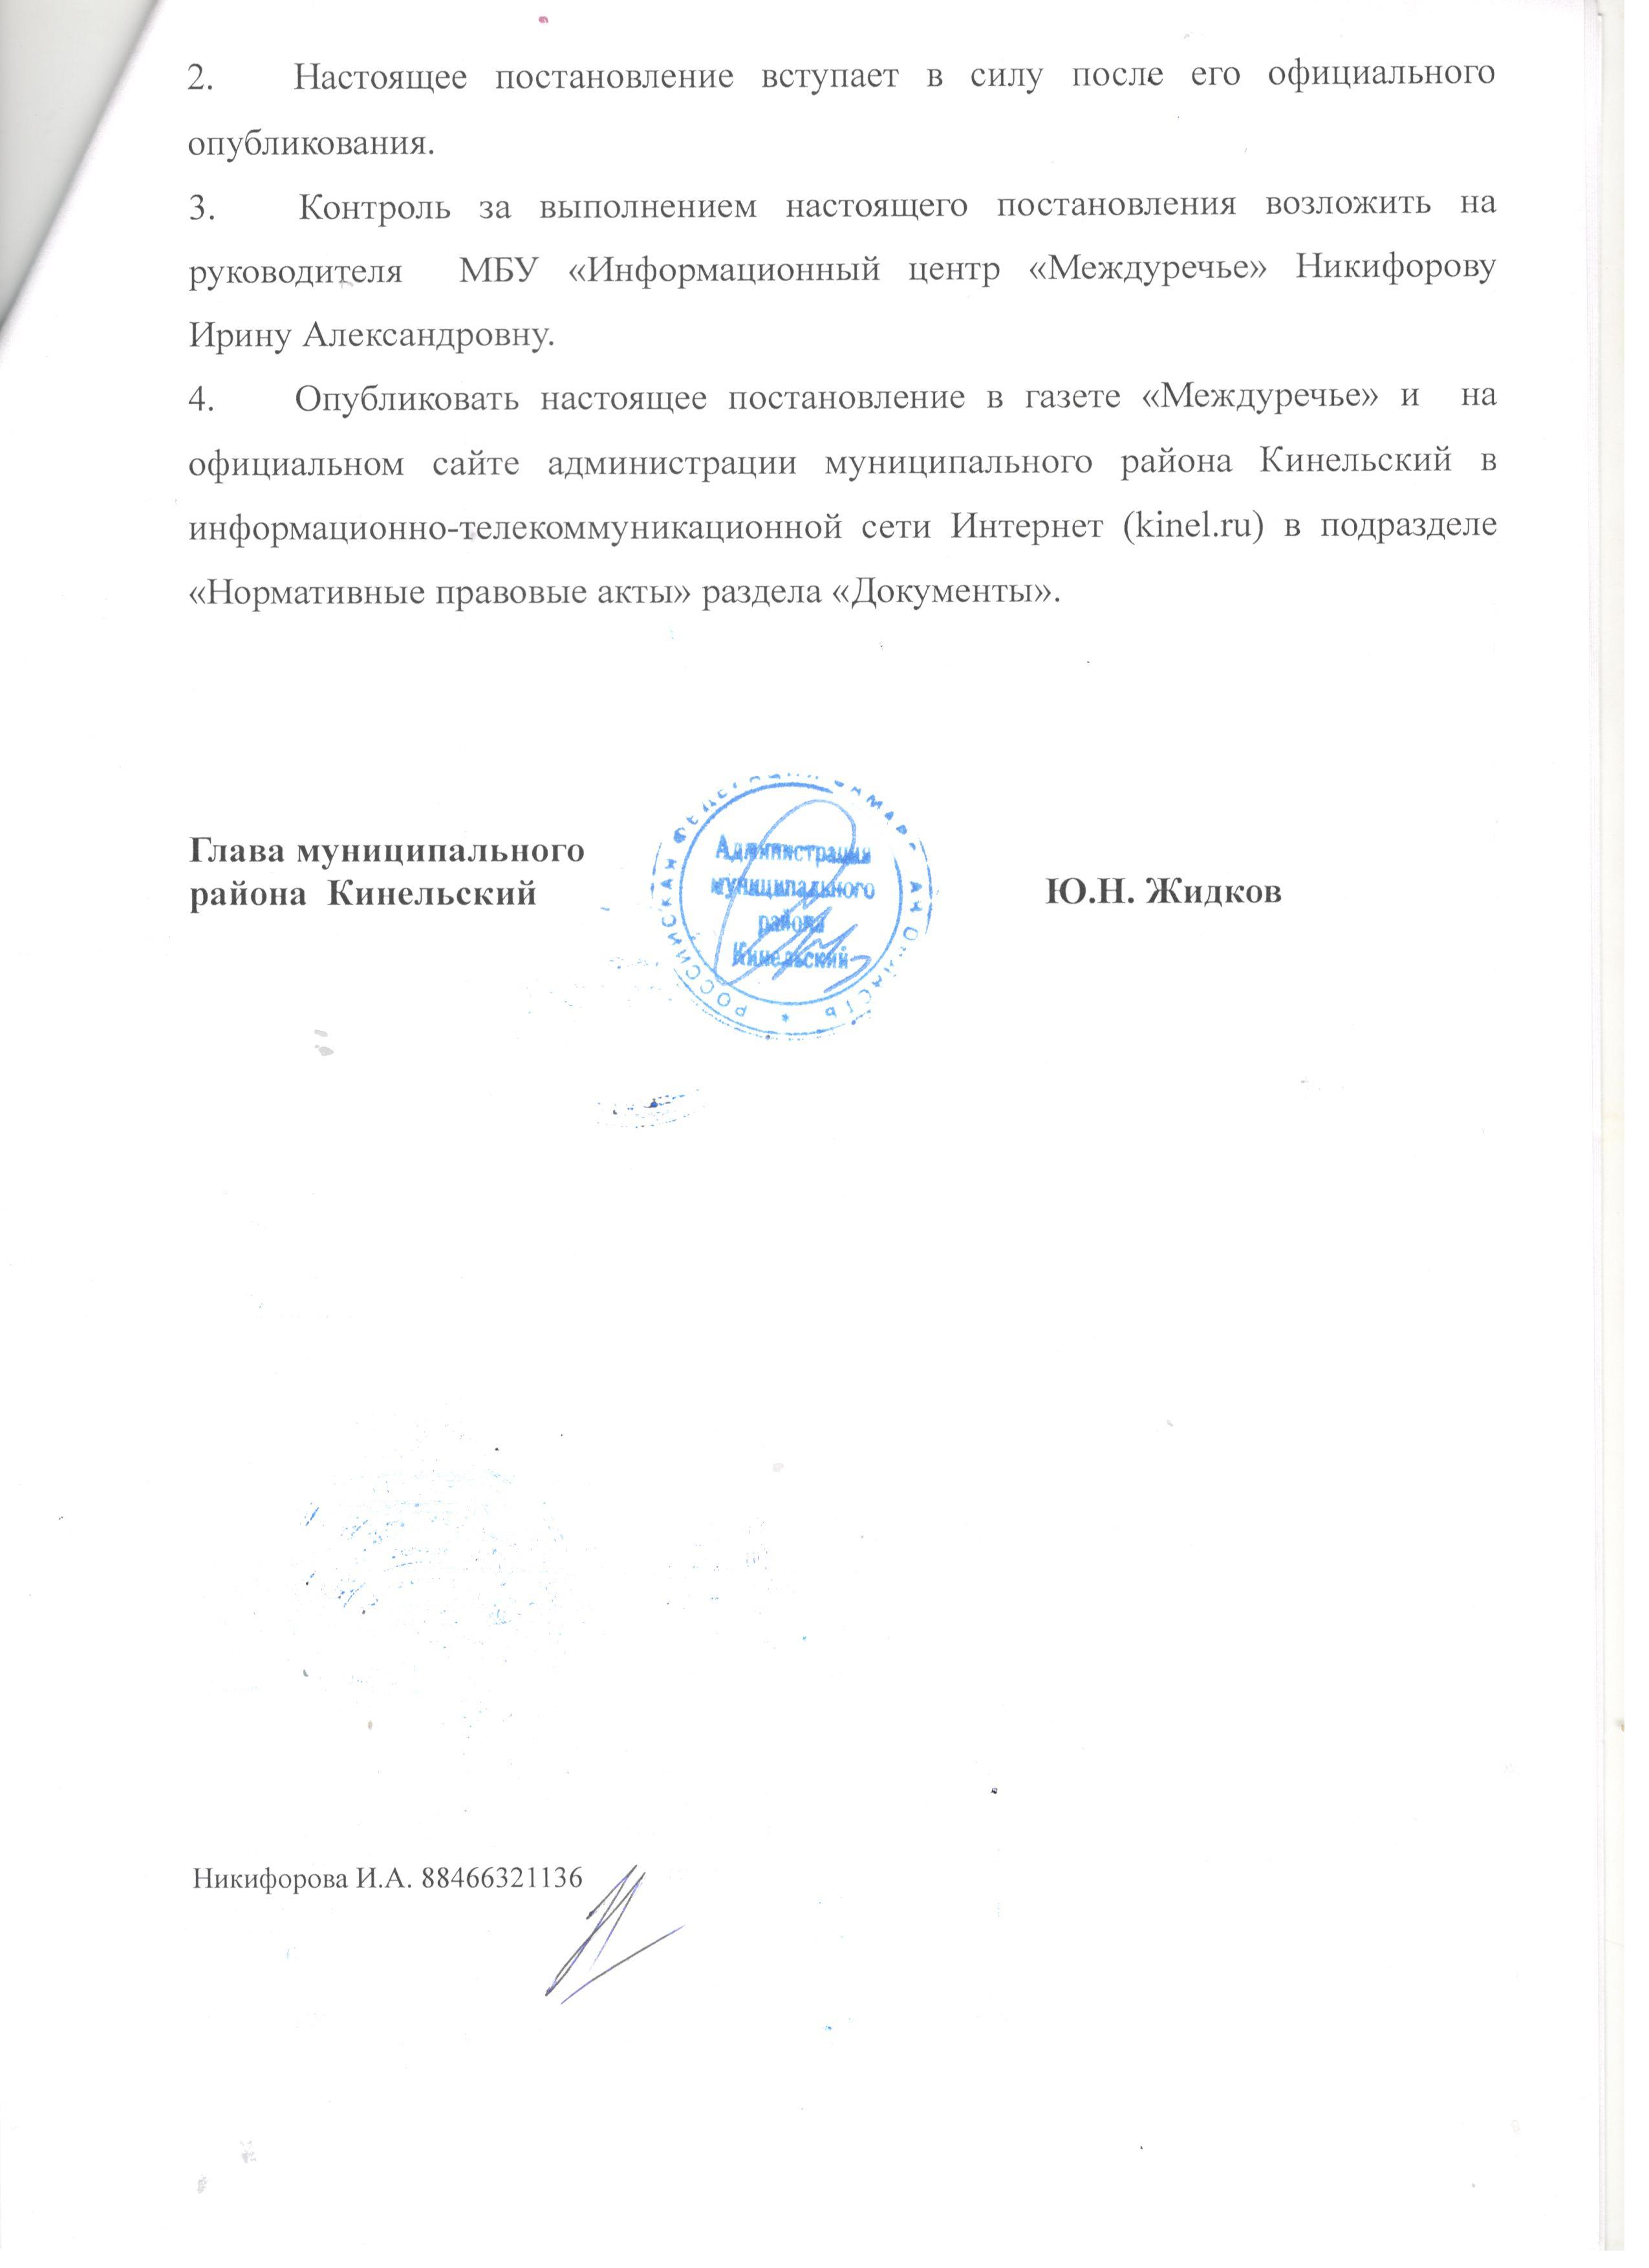 2. Настоящее постановление вступает в силу после его официального
опубликования.
3. Контроль за выполнением настоящего постановления возложить на
руководителя МБУ «Информационный центр «Междуречье» Никифорову
Ирину Александровну.
4. Опубликовать настоящее постановление в газете «Междуречье» и на
официальном сайте администрации муниципального района Кинельский в
информационно-телекоммуникационной сети Интернет (kinel.ru) в подразделе
«Нормативные правовые акты» раздела «Документы».
Глава муниципального
района Кинельский
Ю.Н. Жидков
РОССИЙСКАЯ
Администрация
муниципального
района
Кинельский
Никифорова И.А. 88466321136